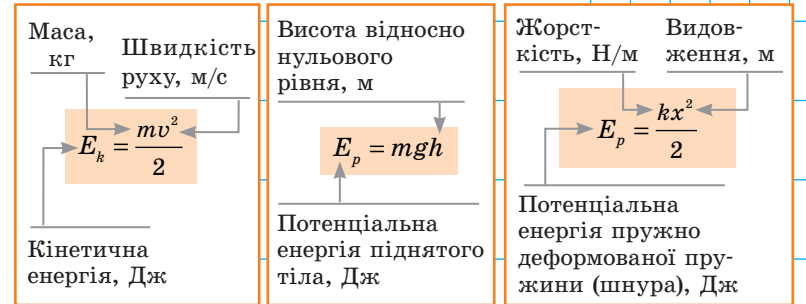 Маса,
кг
Швидкість
руху, м/с
E_k = mv²/2
Кінетична
енергія, Дж
Висота відносно
нульового
рівня, м
E_p = mgh
Потенціальна
енергія піднятого
тіла, Дж
Жорст-
кість, Н/м
Видов-
ження, м
E_p = kx²/2
Потенціальна
енергія пружно
деформованої пру-
жини (шнура), Дж